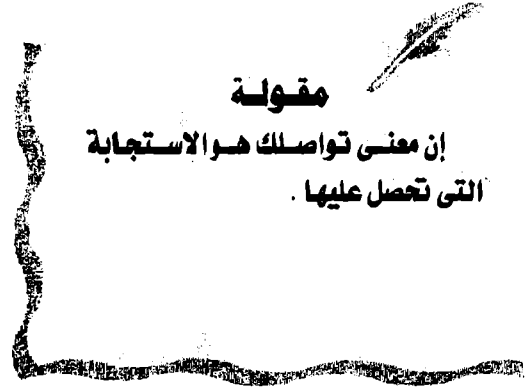 مقولة
إن معنى تواصلك هو الاستجابة
التى تحصل عليها .